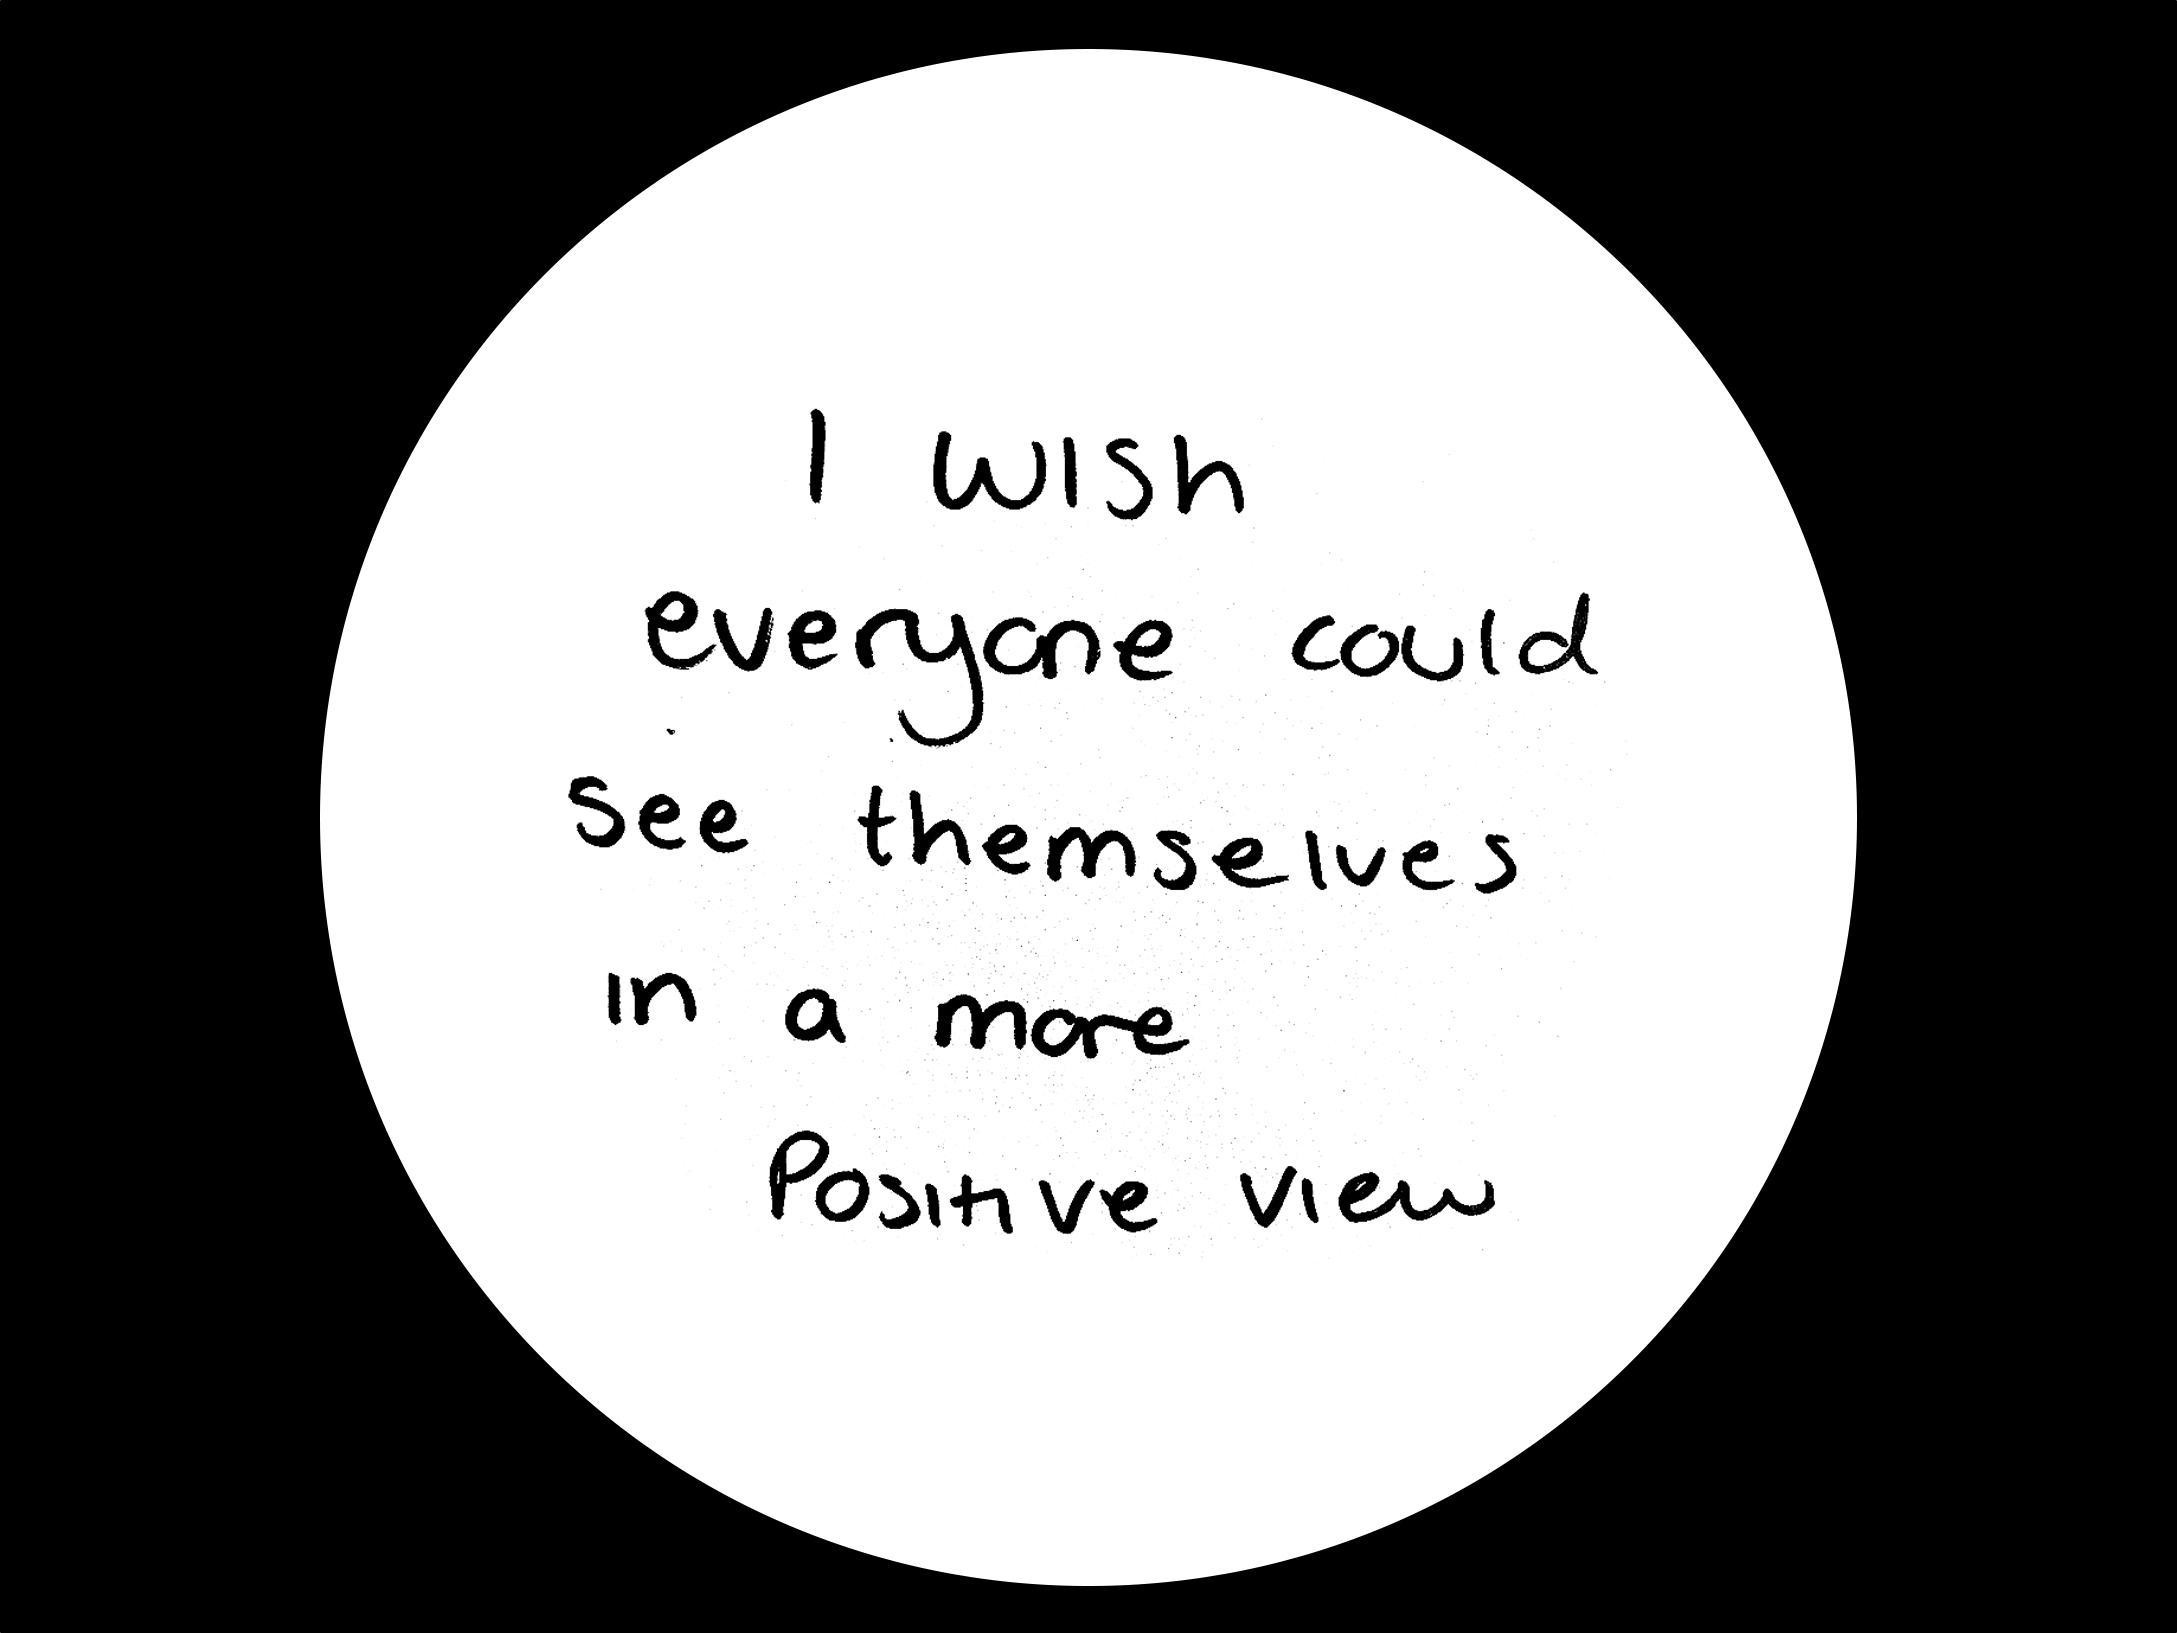 I wish
everyone could
see themselves
in a more
Positive view